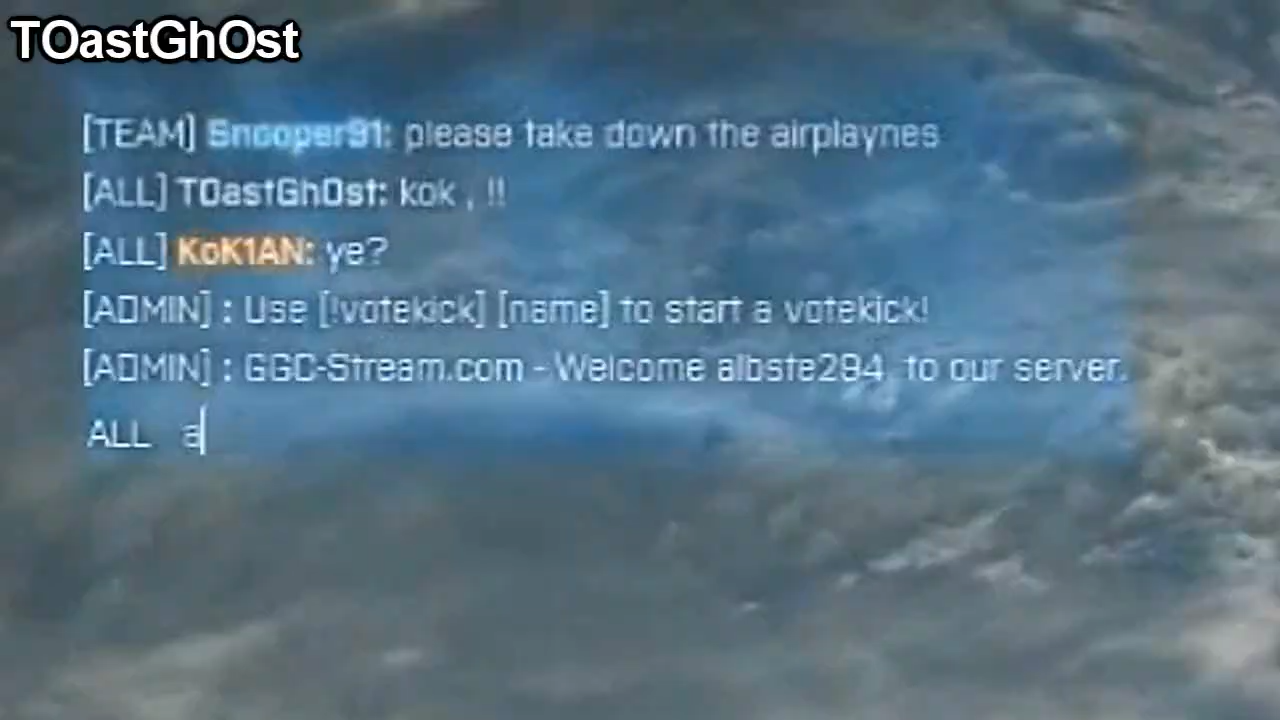 TOastGhOst
[TEAM] Snooper91: please take down the airplaynes
[ALL] TOastGhOst: kok , !!
[ALL] KoK1AN: ye?
[ADMIN] : Use [!votekick] [name] to start a votekick!
[ADMIN] : GGC-Stream.com - Welcome albste294 to our server.
ALL a